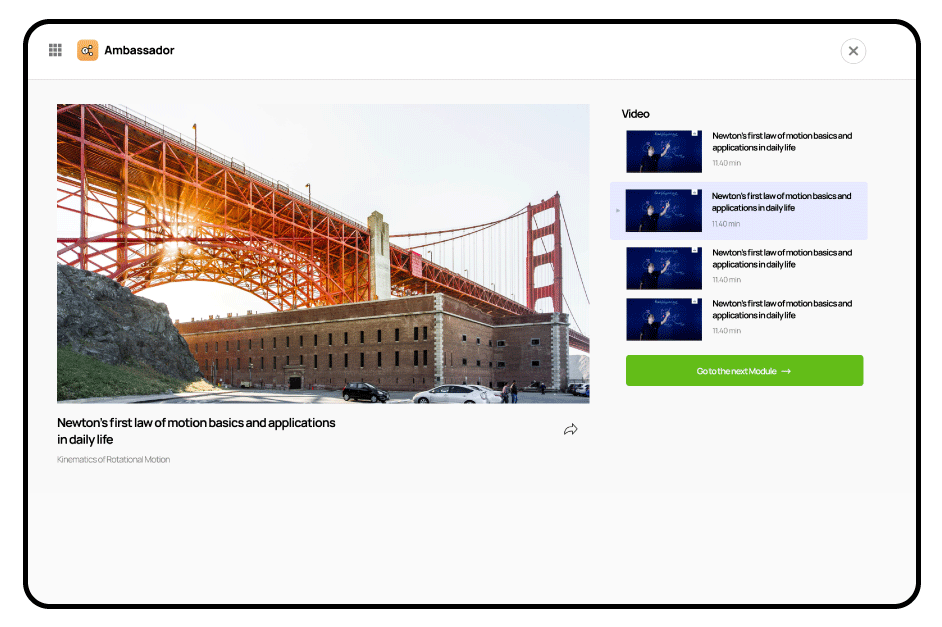 Ambassador
Video
Newton's first law of motion basics and
applications in daily life
11.40 min
Newton's first law of motion basics and
applications in daily life
11.40 min
Newton's first law of motion basics and
applications in daily life
11.40 min
Newton's first law of motion basics and
applications in daily life
11.40 min
Go to the next Module
Newton's first law of motion basics and applications
in daily life
Kinematics of Rotational Motion